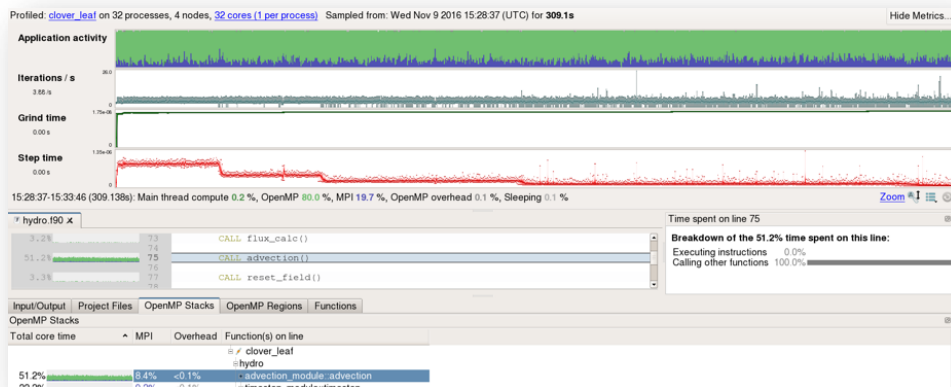 Profiled: clover_leaf on 32 processes, 4 nodes, 32 cores (1 per process) Sampled from: Wed Nov 9 2016 15:28:37 (UTC) for 309.1s Hide Metrics...
Application activity
Iterations / s
3.88 /s
0
Grind time
0.00 s
0
Step time
0.00 s
0
15:28:37-15:33:46 (309.138s): Main thread compute 0.2 %, OpenMP 80.0 %, MPI 19.7 %, OpenMP overhead 0.1 %, Sleeping 0.1 % Zoom
hydro.f90 x Time spent on line 75
3.2% 73 CALL flux_calc() Breakdown of the 51.2% time spent on this line:
74
51.2% 75 CALL advection() Executing instructions 0.0%
76 Calling other functions 100.0%
3.3% 77 CALL reset_field()
78
Input/Output Project Files OpenMP Stacks OpenMP Regions Functions
OpenMP Stacks
Total core time MPI Overhead Function(s) on line
clover_leaf
hydro
51.2% 8.4% <0.1% advection_module::advection